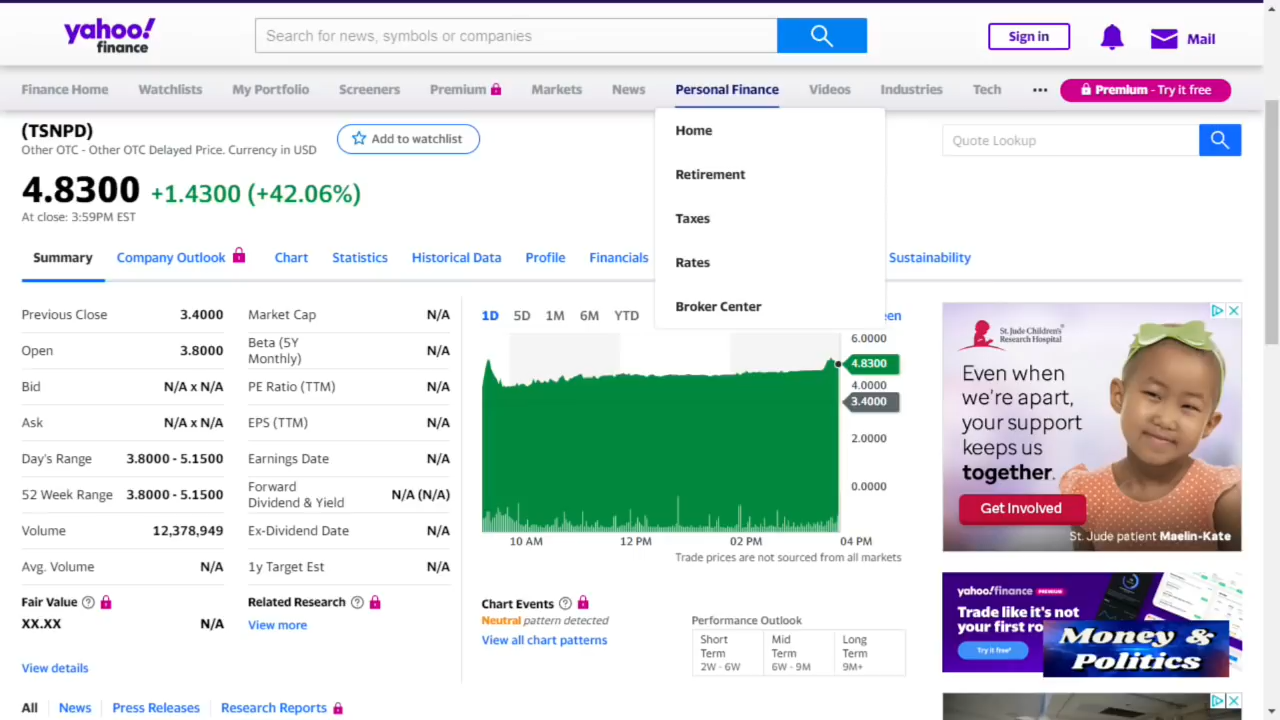 yahoo!
finance
Search for news, symbols or companies
Sign in
Mail
Finance Home
Watchlists
My Portfolio
Screeners
Premium
Markets
News
Personal Finance
Videos
Industries
Tech
...
Premium - Try it free
Home
Retirement
Taxes
Rates
Broker Center
(TSNPD)
Other OTC - Other OTC Delayed Price. Currency in USD
Add to watchlist
Quote Lookup
4.8300 +1.4300 (+42.06%)
At close: 3:59PM EST
Summary
Company Outlook
Chart
Statistics
Historical Data
Profile
Financials
Sustainability
Previous Close 3.4000
Open 3.8000
Bid N/A x N/A
Ask N/A x N/A
Day's Range 3.8000 - 5.1500
52 Week Range 3.8000 - 5.1500
Volume 12,378,949
Avg. Volume N/A
Market Cap N/A
Beta (5Y
Monthly) N/A
PE Ratio (TTM) N/A
EPS (TTM) N/A
Earnings Date N/A
Forward
Dividend & Yield N/A (N/A)
Ex-Dividend Date N/A
1y Target Est N/A
Fair Value
XX.XX N/A
View details
Related Research
View more
1D 5D 1M 6M YTD
een
6.0000
4.8300
4.0000
3.4000
2.0000
0.0000
10 AM 12 PM 02 PM 04 PM
Trade prices are not sourced from all markets
Chart Events
Neutral pattern detected
View all chart patterns
Performance Outlook
Short
Term
2W - 6W
Mid
Term
6W - 9M
Long
Term
9M+
St. Jude Children's
Research Hospital
Even when
we're apart,
your support
keeps us
together.
Get Involved
St. Jude patient Maelin-Kate
yahoo!finance PREMIUM
Trade like it's not
your first ro
Try it free*
Money &
Politics
All
News
Press Releases
Research Reports